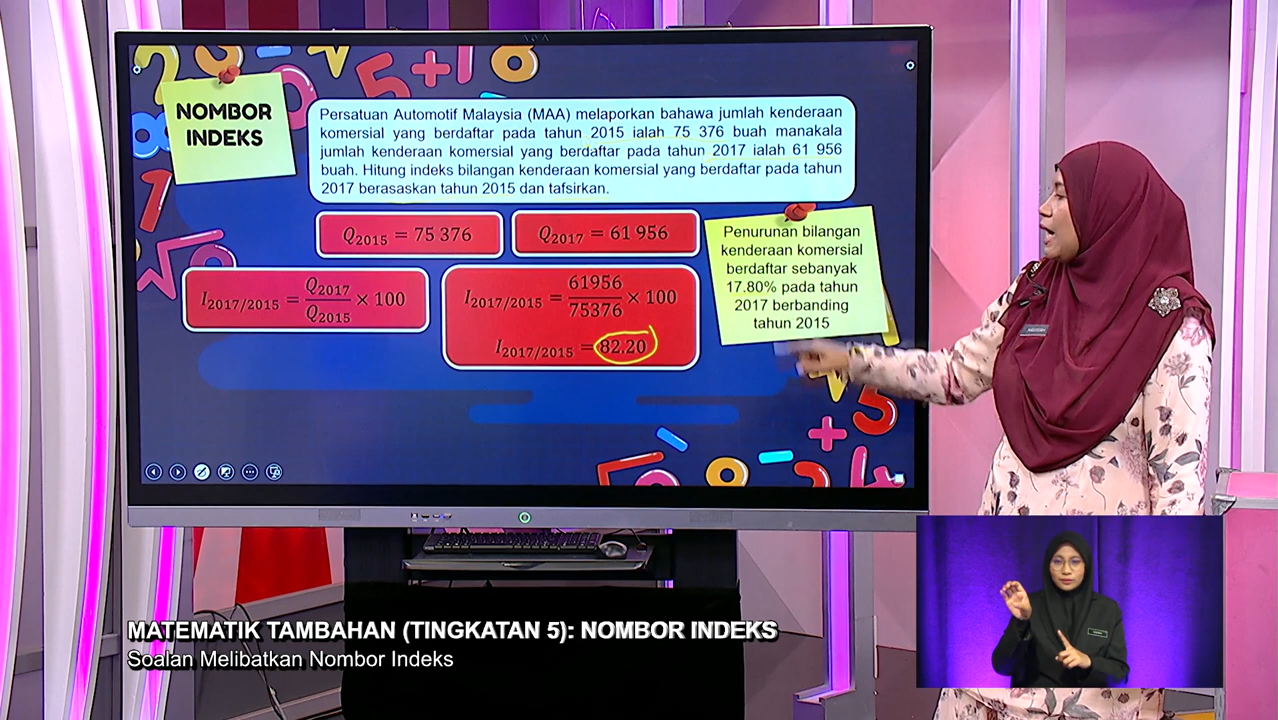 NOMBOR
INDEKS
Persatuan Automotif Malaysia (MAA) melaporkan bahawa jumlah kenderaan
komersial yang berdaftar pada tahun 2015 ialah 75 376 buah manakala
jumlah kenderaan komersial yang berdaftar pada tahun 2017 ialah 61 956
buah. Hitung indeks bilangan kenderaan komersial yang berdaftar pada tahun
2017 berasaskan tahun 2015 dan tafsirkan.
Q₂₀₁₅ = 75 376
Q₂₀₁₇ = 61 956
I₂₀₁₇/₂₀₁₅ = Q₂₀₁₇/Q₂₀₁₅ × 100
I₂₀₁₇/₂₀₁₅ = 61956/75376 × 100
I₂₀₁₇/₂₀₁₅ = 82.20
Penurunan bilangan
kenderaan komersial
berdaftar sebanyak
17.80% pada tahun
2017 berbanding
tahun 2015
MATEMATIK TAMBAHAN (TINGKATAN 5): NOMBOR INDEKS
Soalan Melibatkan Nombor Indeks